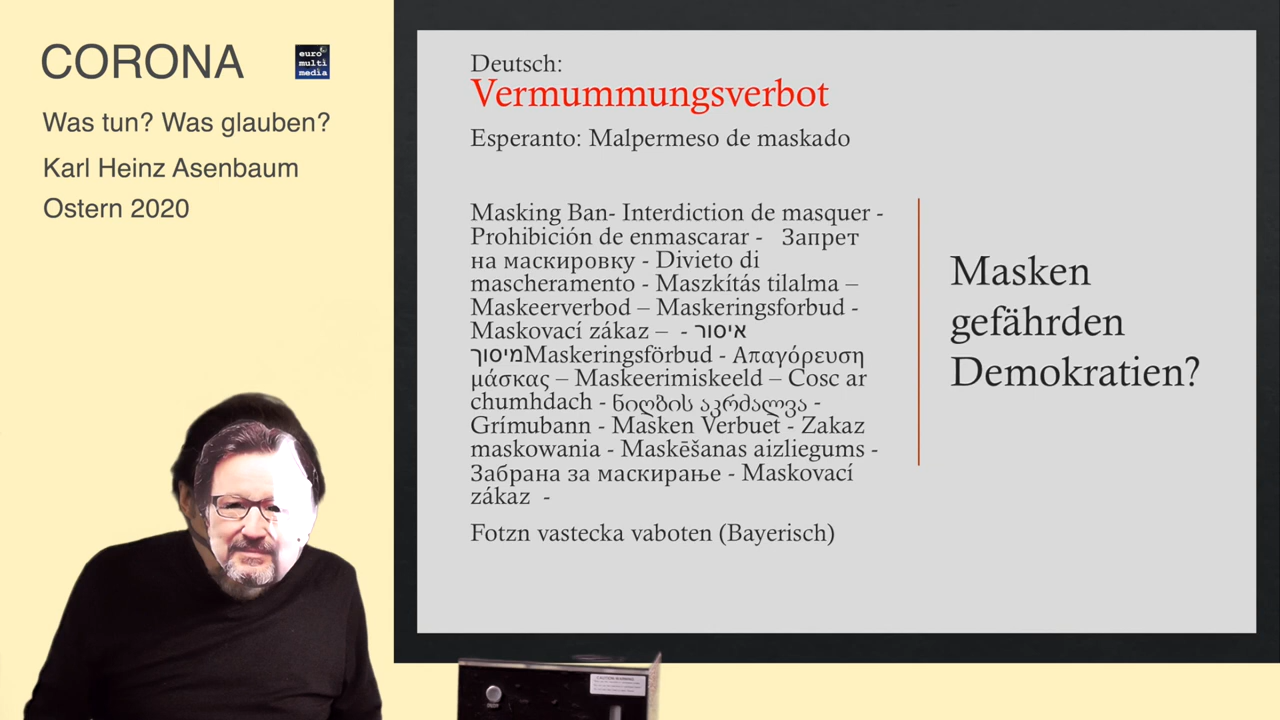 CORONA
euro
multi
media
Was tun? Was glauben?
Karl Heinz Asenbaum
Ostern 2020
Deutsch:
Vermummungsverbot
Esperanto: Malpermeso de maskado
Masking Ban- Interdiction de masquer -
Prohibición de enmascarar - Запрет
на маскировку - Divieto di
mascheramento - Maszkítás tilalma –
Maskeerverbod – Maskeringsforbud -
Maskovací zákaz – - איסור
מיסוךMaskeringsförbud - Απαγόρευση
μάσκας – Maskeerimiskeeld – Cosc ar
chumhdach - ნიღბის აკრძალვა -
Grímubann - Masken Verbuet - Zakaz
maskowania - Maskēšanas aizliegums -
Забрана за маскирање - Maskovací
zákaz -
Fotzn vastecka vaboten (Bayerisch)
Masken
gefährden
Demokratien?
CAUTION WARNING